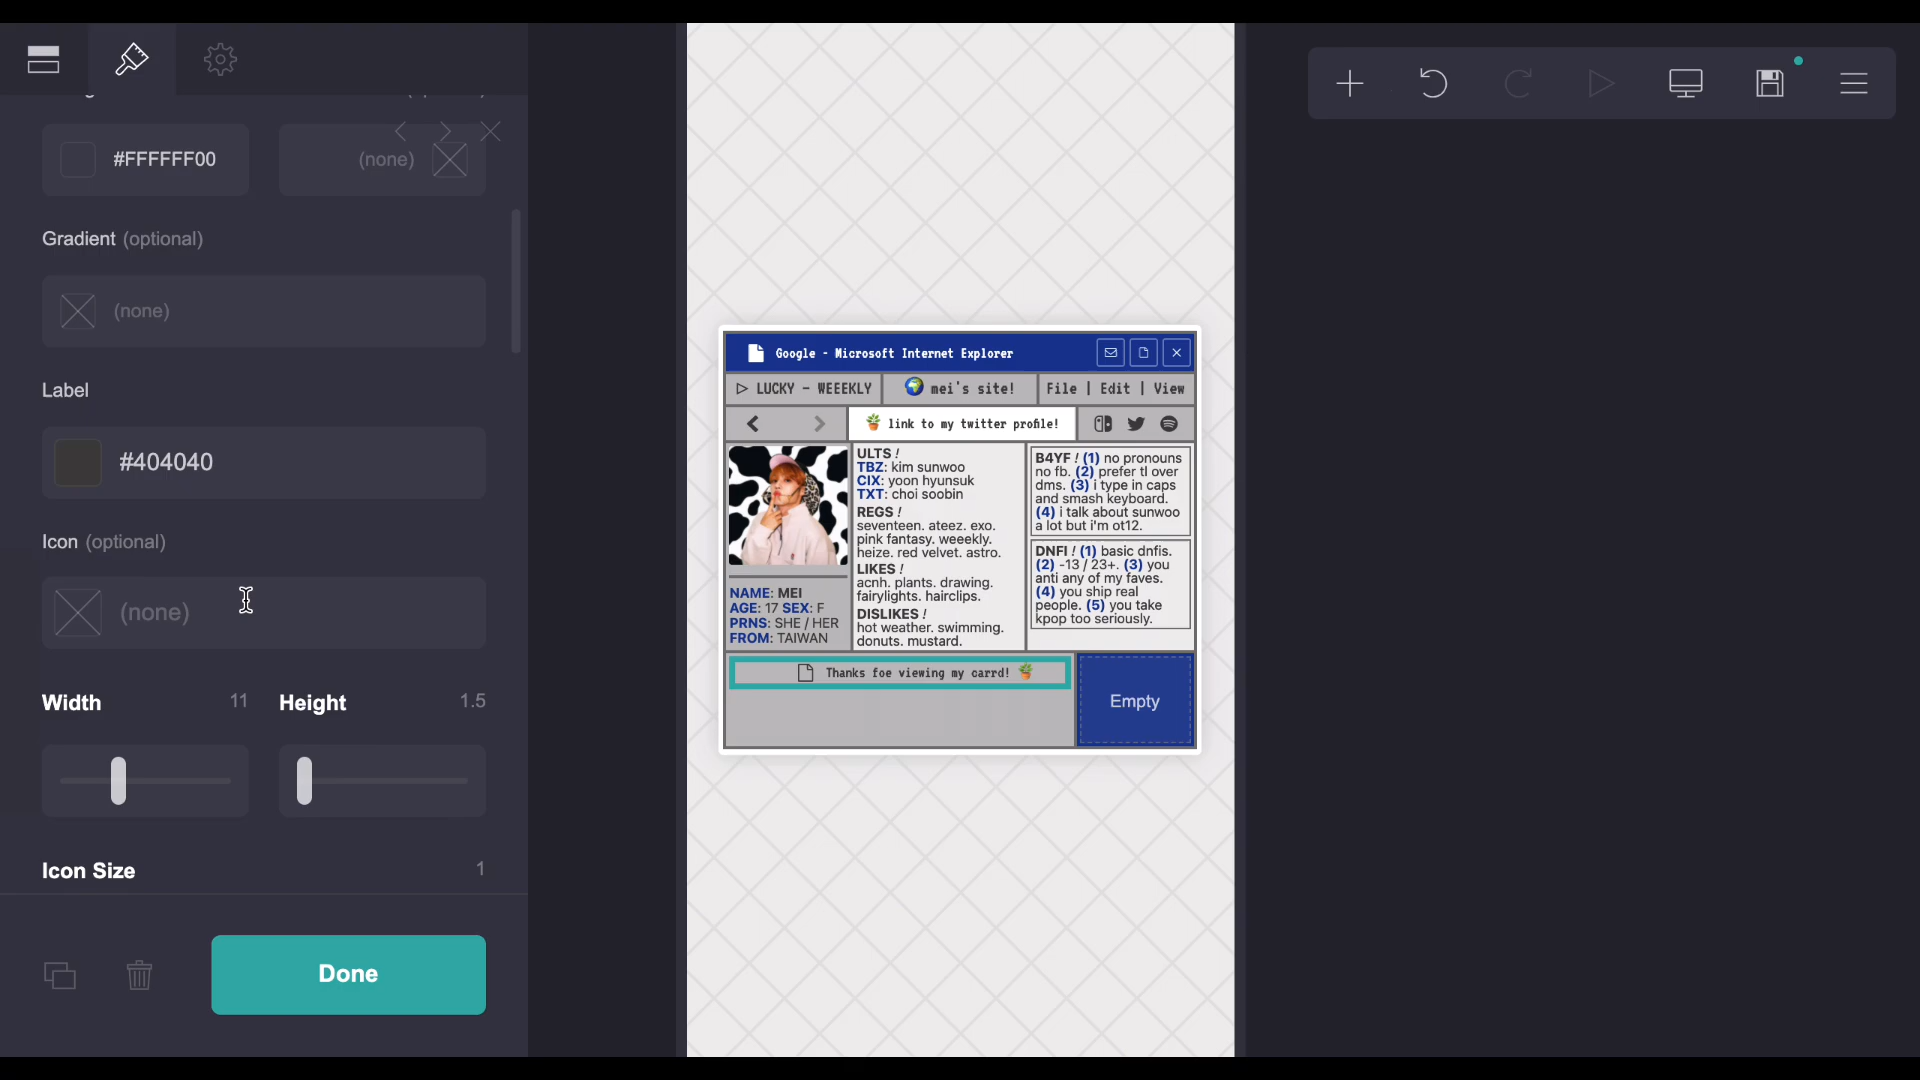 #FFFFFF00
(none)
Gradient (optional)
(none)
Label
#404040
Icon (optional)
(none)
Width 11 Height 1.5
Icon Size 1
Done
Google - Microsoft Internet Explorer
▷ LUCKY - WEEEKLY
🌍 mei's site!
File | Edit | View
🪴 link to my twitter profile!
NAME: MEI
AGE: 17 SEX: F
PRNS: SHE / HER
FROM: TAIWAN
ULTS !
TBZ: kim sunwoo
CIX: yoon hyunsuk
TXT: choi soobin
REGS !
seventeen. ateez. exo.
pink fantasy. weeekly.
heize. red velvet. astro.
LIKES !
acnh. plants. drawing.
fairylights. hairclips.
DISLIKES !
hot weather. swimming.
donuts. mustard.
B4YF ! (1) no pronouns
no fb. (2) prefer tl over
dms. (3) i type in caps
and smash keyboard.
(4) i talk about sunwoo
a lot but i'm ot12.
DNFI ! (1) basic dnfis.
(2) -13 / 23+. (3) you
anti any of my faves.
(4) you ship real
people. (5) you take
kpop too seriously.
Thanks foe viewing my carrd! 🪴
Empty